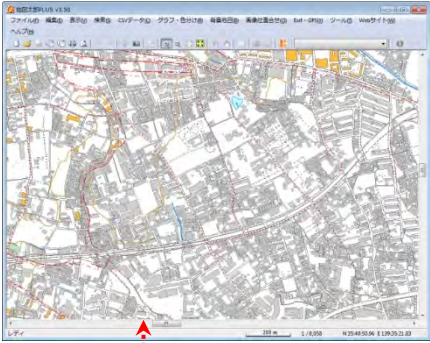 地図太郎PLUS v3.50
ファイル(F) 編集(E) 表示(V) 検索(S) CSVデータ(D) グラフ・色分け(B) 背景地図(I) 画像位置合せ(G) Ext - GPS(G) ツール(T) Webサイト(W)
ヘルプ(H)
レディ 200 m 1 / 8,058 N 35:40:50.96 E 139:35:21.83